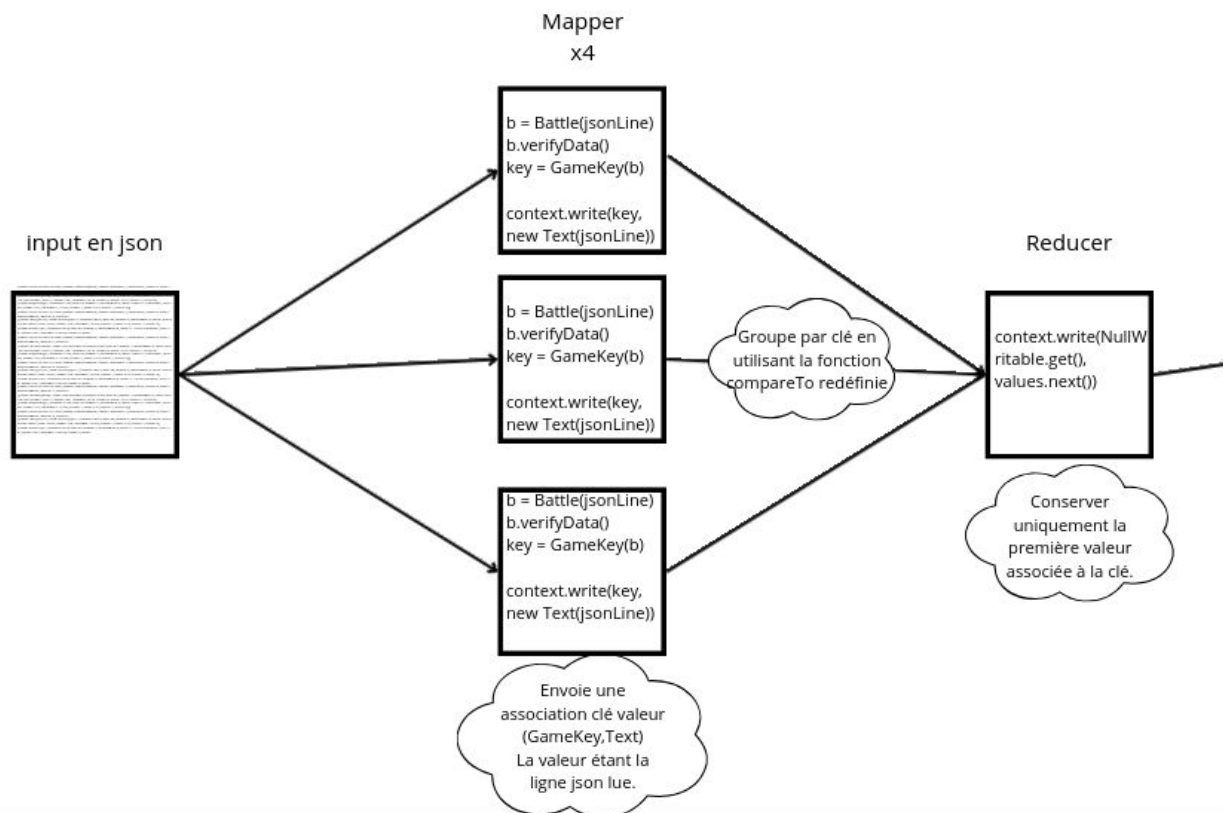 Mapper
x4
input en json
b = Battle(jsonLine)
b.verifyData()
key = GameKey(b)
context.write(key,
new Text(jsonLine))
b = Battle(jsonLine)
b.verifyData()
key = GameKey(b)
context.write(key,
new Text(jsonLine))
b = Battle(jsonLine)
b.verifyData()
key = GameKey(b)
context.write(key,
new Text(jsonLine))
Envoie une
association clé valeur
(GameKey,Text)
La valeur étant la
ligne json lue.
Groupe par clé en
utilisant la fonction
compareTo redéfinie
Reducer
context.write(NullW
ritable.get(),
values.next())
Conserver
uniquement la
première valeur
associée à la clé.